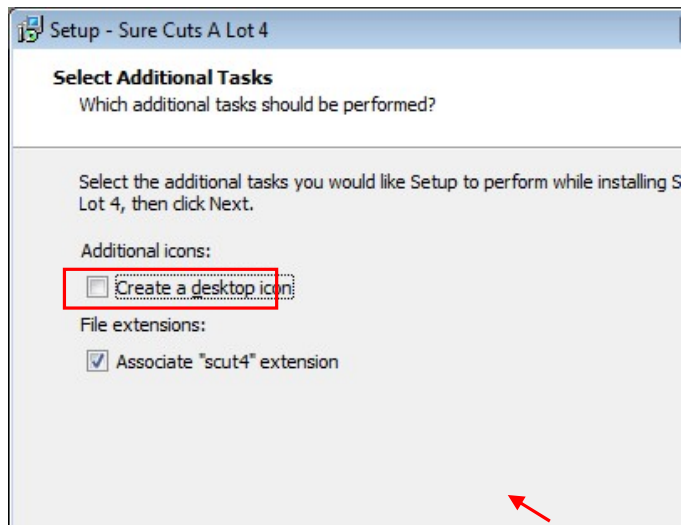 Setup - Sure Cuts A Lot 4
Select Additional Tasks
Which additional tasks should be performed?
Select the additional tasks you would like Setup to perform while installing S
Lot 4, then click Next.
Additional icons:
Create a desktop icon
File extensions:
Associate "scut4" extension